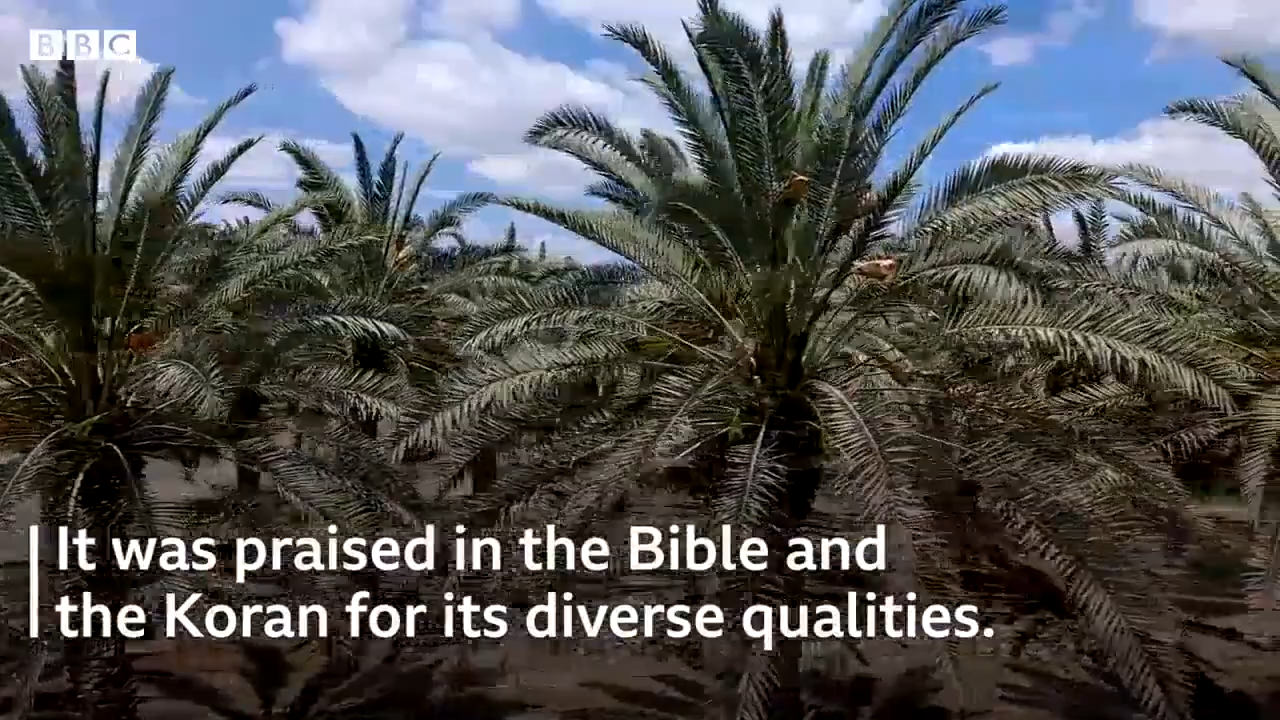 BBC
It was praised in the Bible and
the Koran for its diverse qualities.